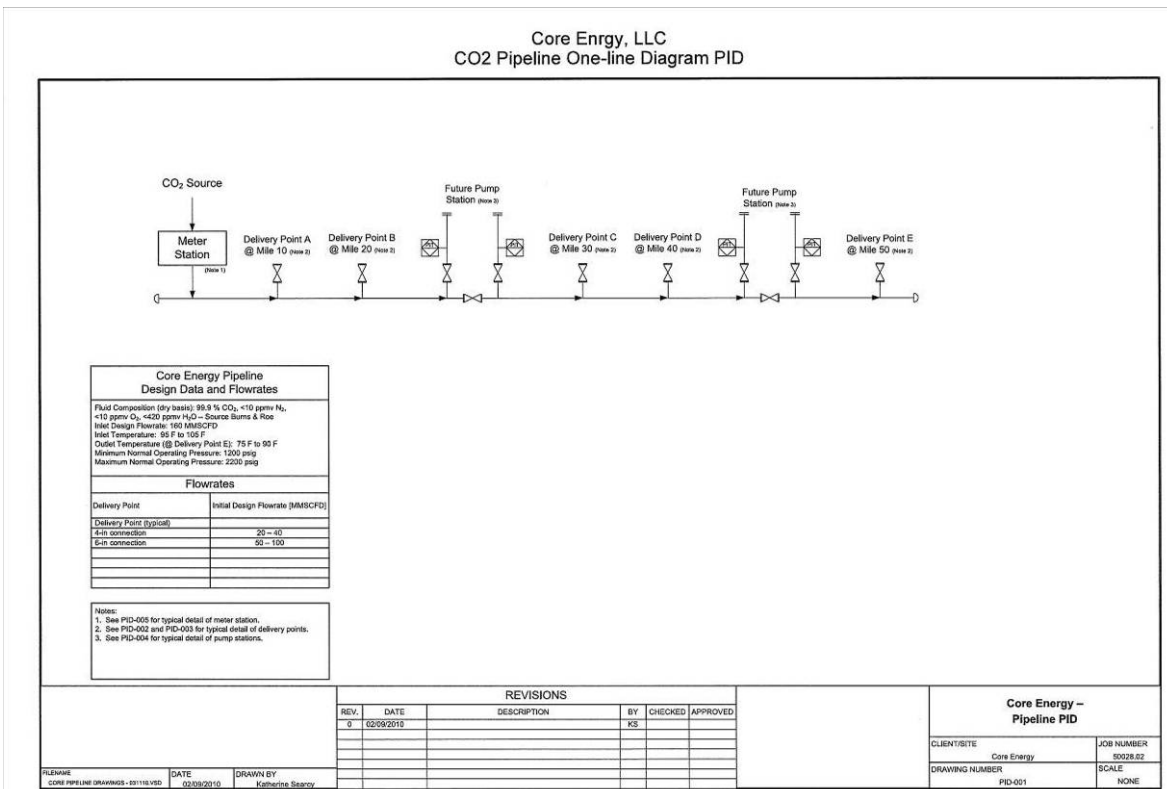 Core Enrgy, LLC
CO2 Pipeline One-line Diagram PID
CO2 Source
Meter
Station
(Note 1)
Delivery Point A
@ Mile 10 (Note 2)
Delivery Point B
@ Mile 20 (Note 2)
Future Pump
Station (Note 3)
Delivery Point C
@ Mile 30 (Note 2)
Delivery Point D
@ Mile 40 (Note 2)
Future Pump
Station (Note 3)
Delivery Point E
@ Mile 50 (Note 2)
Core Energy Pipeline
Design Data and Flowrates
Fluid Composition (dry basis): 99.9 % CO2, <10 ppmv N2,
<10 ppmv O2, <420 ppmv H2O – Source Burns & Roe
Inlet Design Flowrate: 160 MMSCFD
Inlet Temperature: 95 F to 105 F
Outlet Temperature (@ Delivery Point E): 75 F to 90 F
Minimum Normal Operating Pressure: 1200 psig
Maximum Normal Operating Pressure: 2200 psig
Flowrates
Delivery Point Initial Design Flowrate [MMSCFD]
Delivery Point (typical)
4-in connection 20 – 40
6-in connection 50 – 100
Notes:
1. See PID-005 for typical detail of meter station.
2. See PID-002 and PID-003 for typical detail of delivery points.
3. See PID-004 for typical detail of pump stations.
REVISIONS
REV. DATE DESCRIPTION BY CHECKED APPROVED
0 02/09/2010 KS
FILENAME
CORE PIPELINE DRAWINGS - 031110.VSD
DATE
02/09/2010
DRAWN BY
Katherine Searcy
Core Energy –
Pipeline PID
CLIENT/SITE
Core Energy
JOB NUMBER
50028.02
DRAWING NUMBER
PID-001
SCALE
NONE